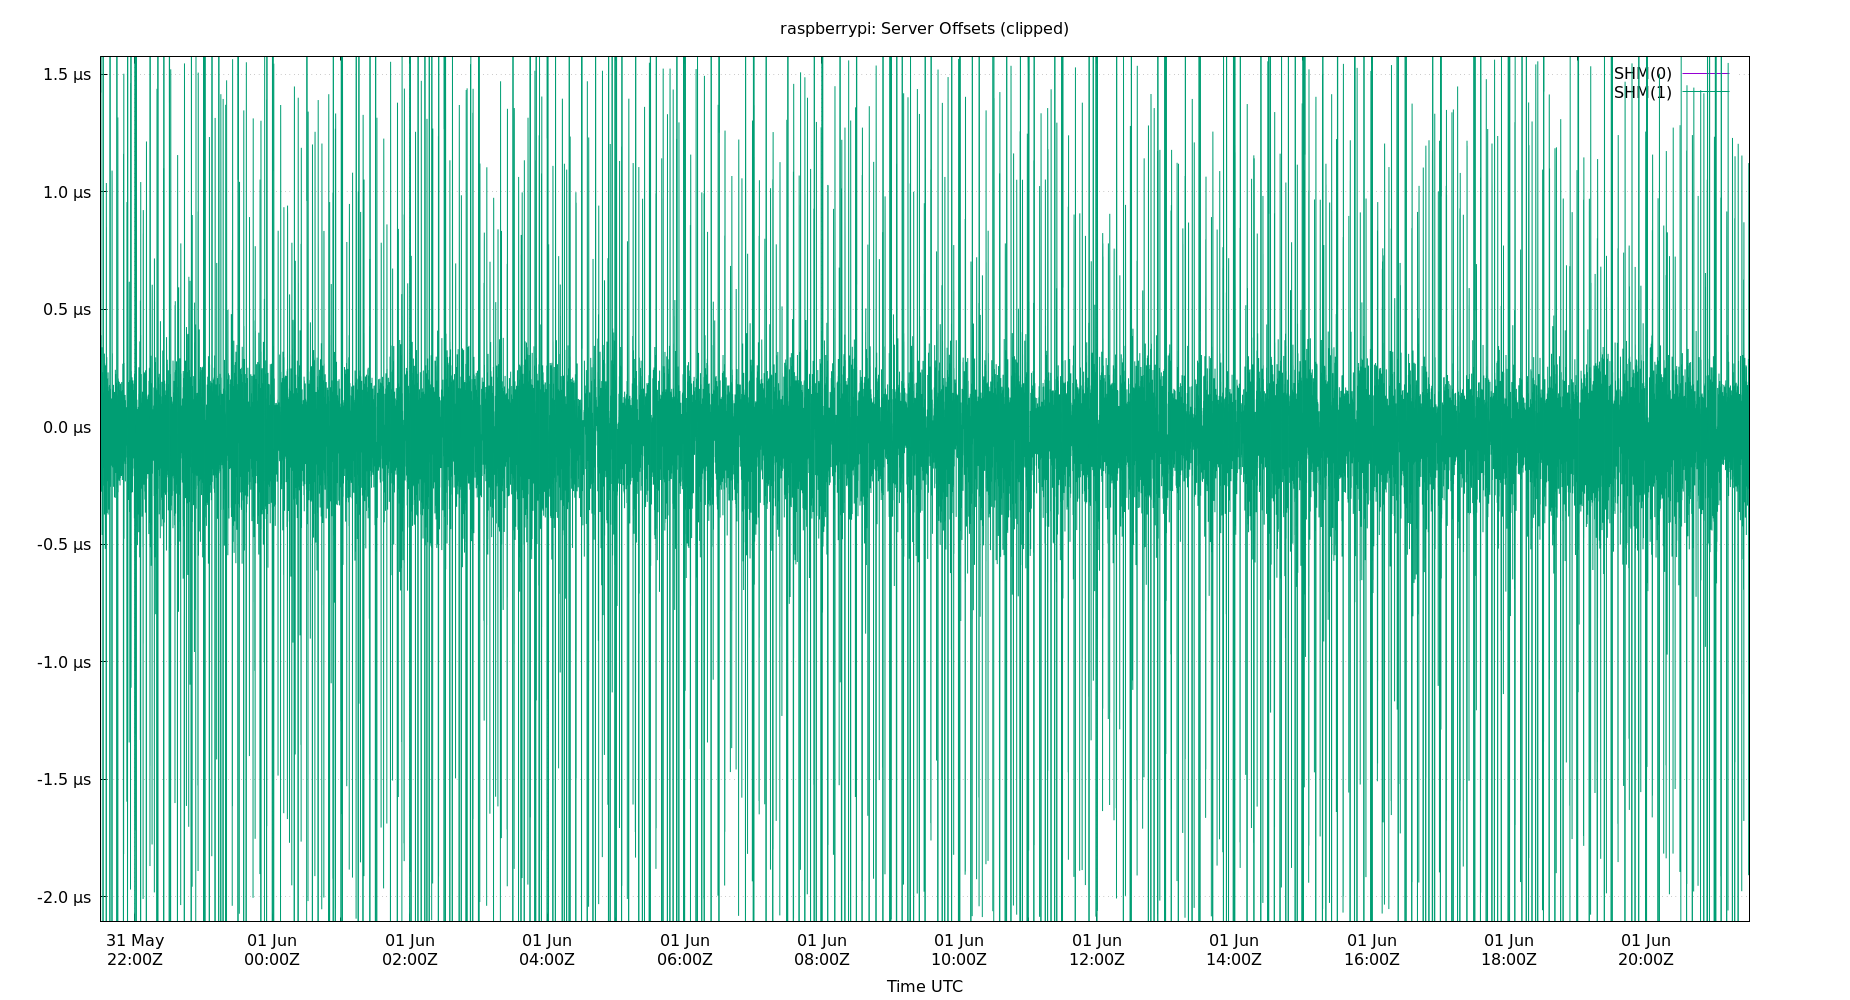 raspberrypi: Server Offsets (clipped)
SHM(0)
SHM(1)
1.5 µs
1.0 µs
0.5 µs
0.0 µs
-0.5 µs
-1.0 µs
-1.5 µs
-2.0 µs
31 May 01 Jun 01 Jun 01 Jun 01 Jun 01 Jun 01 Jun 01 Jun 01 Jun 01 Jun 01 Jun 01 Jun
22:00Z 00:00Z 02:00Z 04:00Z 06:00Z 08:00Z 10:00Z 12:00Z 14:00Z 16:00Z 18:00Z 20:00Z
Time UTC